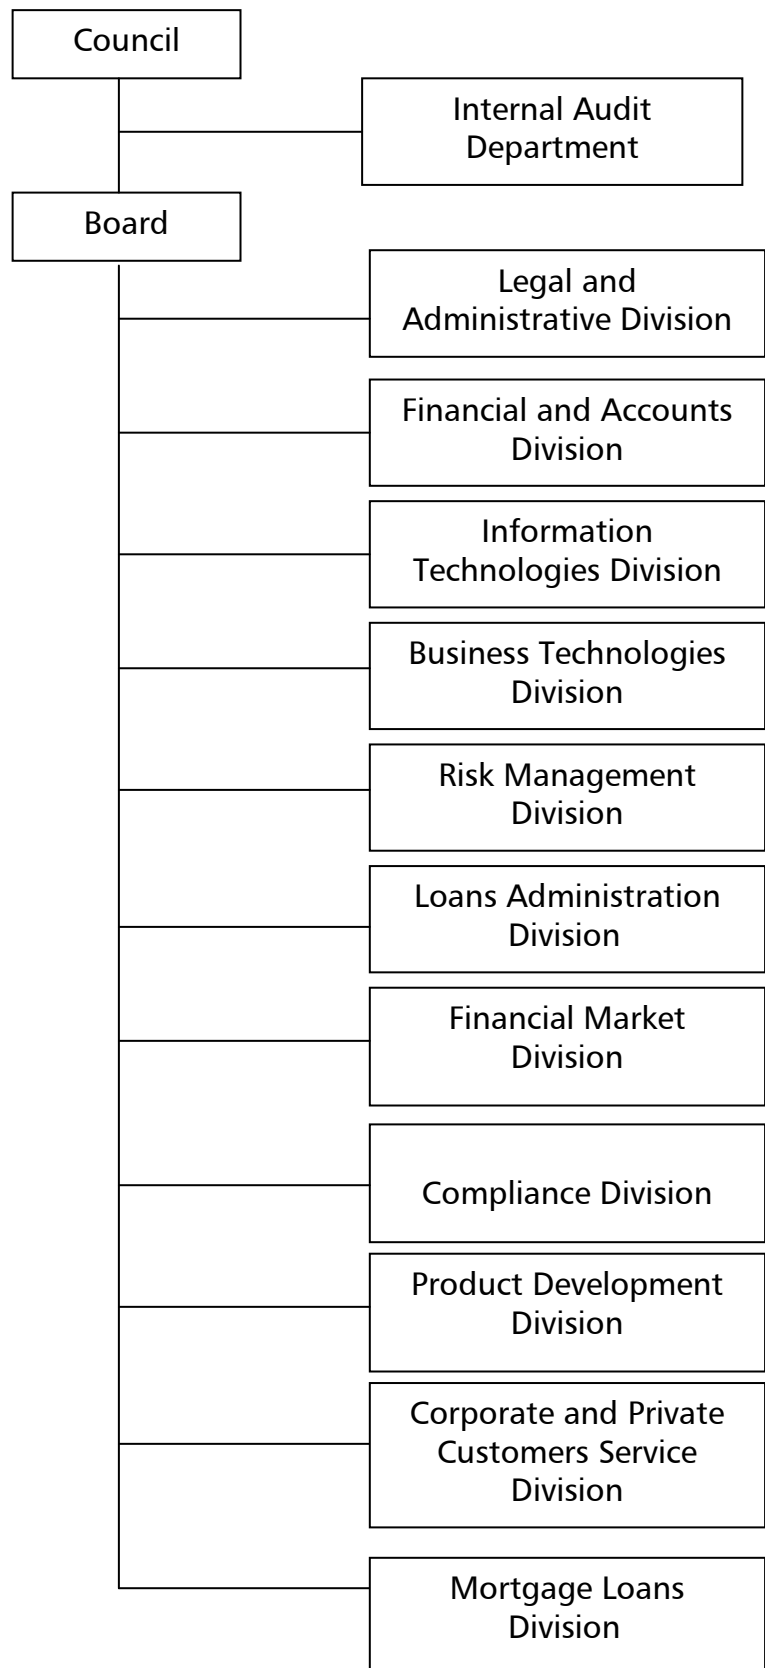 Council
Internal Audit
Department
Board
Legal and
Administrative Division
Financial and Accounts
Division
Information
Technologies Division
Business Technologies
Division
Risk Management
Division
Loans Administration
Division
Financial Market
Division
Compliance Division
Product Development
Division
Corporate and Private
Customers Service
Division
Mortgage Loans
Division